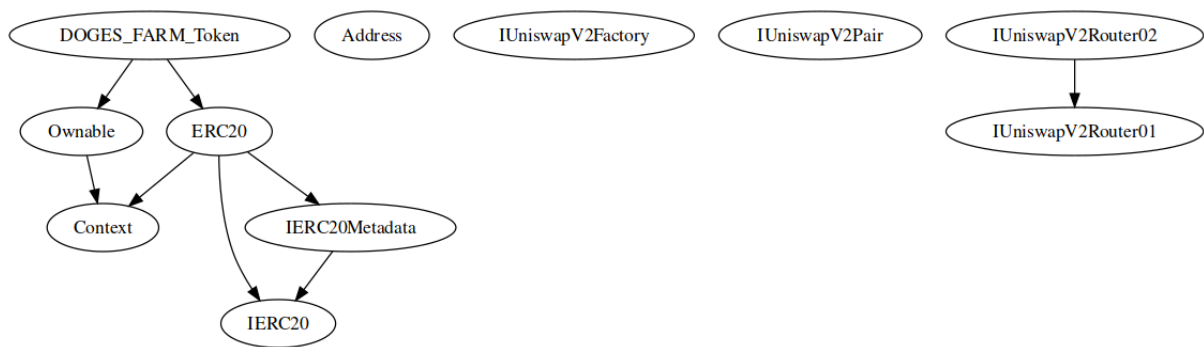 DOGES_FARM_Token
Address
IUniswapV2Factory
IUniswapV2Pair
IUniswapV2Router02
Ownable
ERC20
IUniswapV2Router01
Context
IERC20Metadata
IERC20